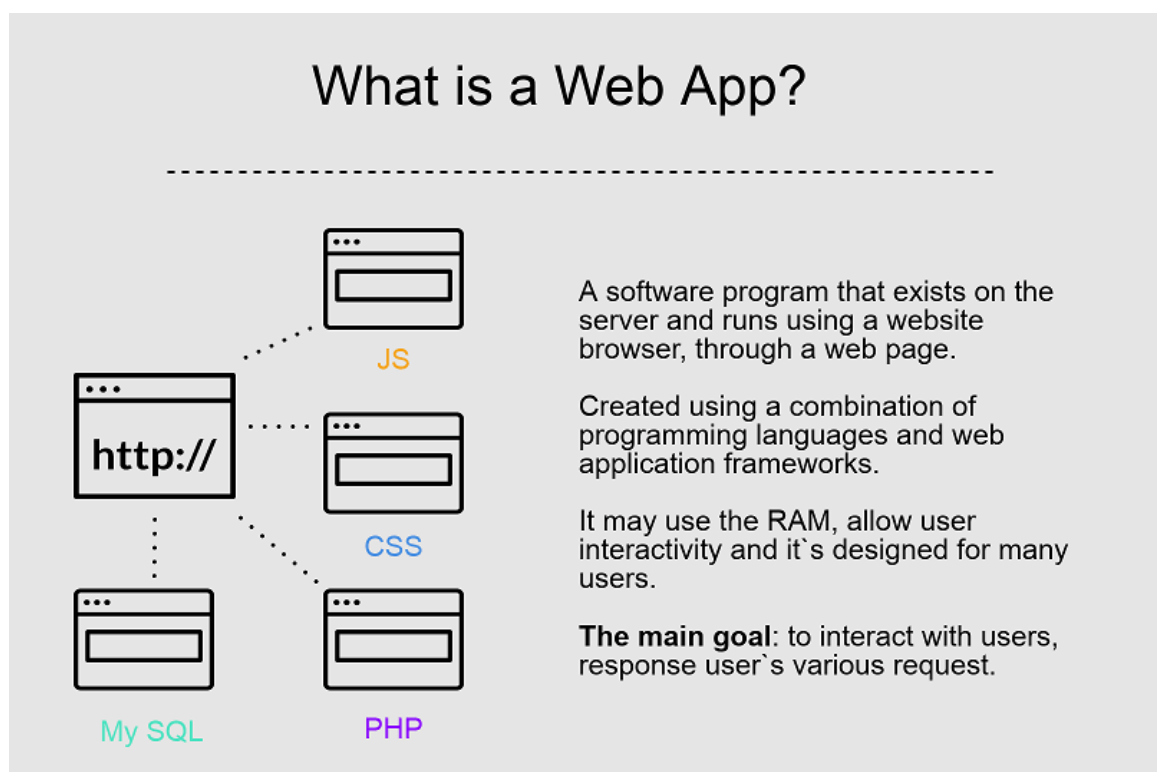 What is a Web App?
JS
http://
CSS
My SQL
PHP
A software program that exists on the
server and runs using a website
browser, through a web page.
Created using a combination of
programming languages and web
application frameworks.
It may use the RAM, allow user
interactivity and it`s designed for many
users.
The main goal: to interact with users,
response user`s various request.